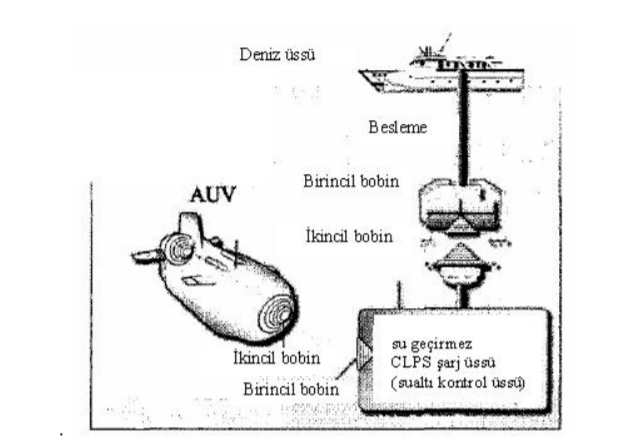 Deniz üssü
Besleme
Birincil bobin
AUV
İkincil bobin
su geçirmez
CLPS şarj üssü
(sualtı kontrol üssü)
İkincil bobin
Birincil bobin